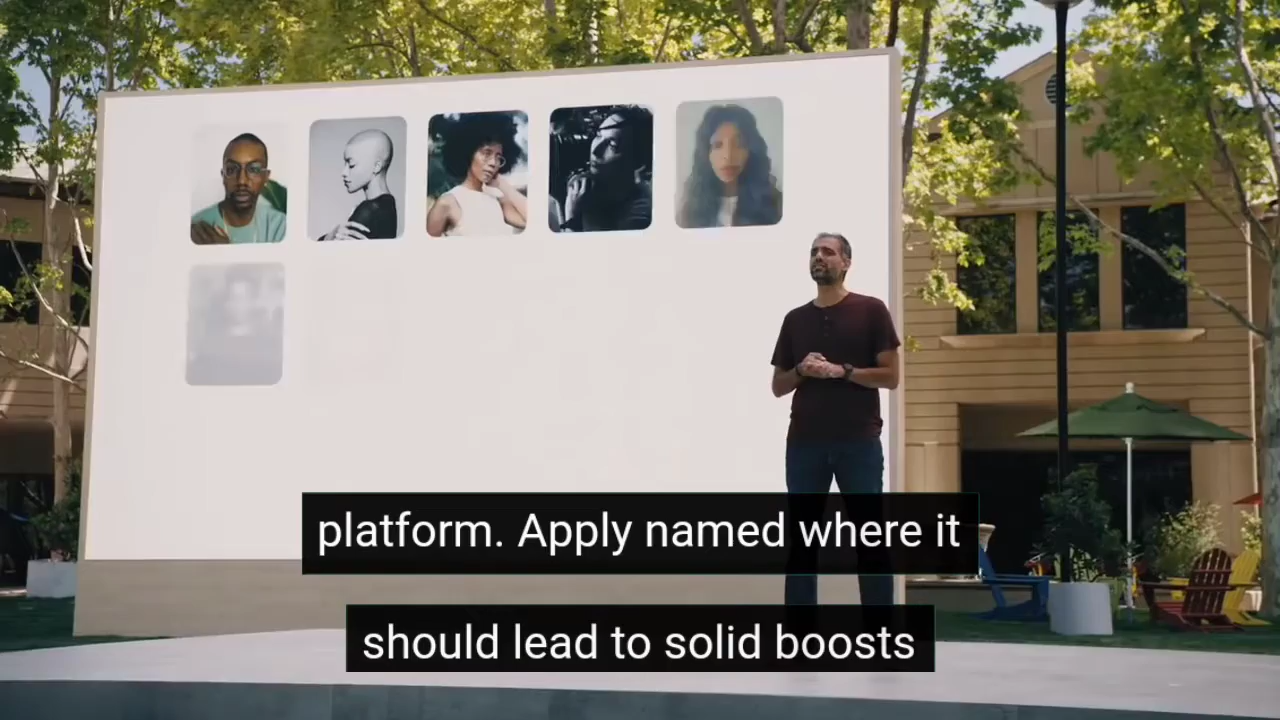 platform. Apply named where it
should lead to solid boosts